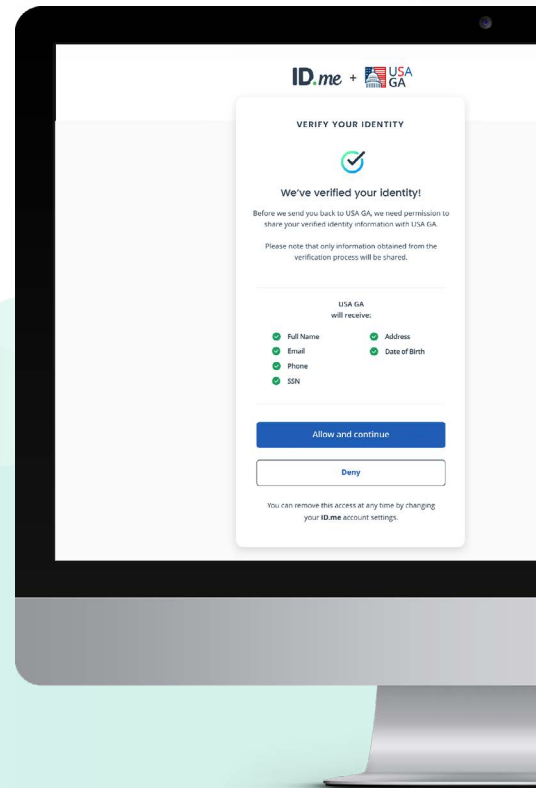 ID.me + USA
GA
VERIFY YOUR IDENTITY
We've verified your identity!
Before we send you back to USA GA, we need permission to
share your verified identity information with USA GA.
Please note that only information obtained from the
verification process will be shared.
USA GA
will receive:
Full Name
Email
Phone
SSN
Address
Date of Birth
Allow and continue
Deny
You can remove this access at any time by changing
your ID.me account settings.